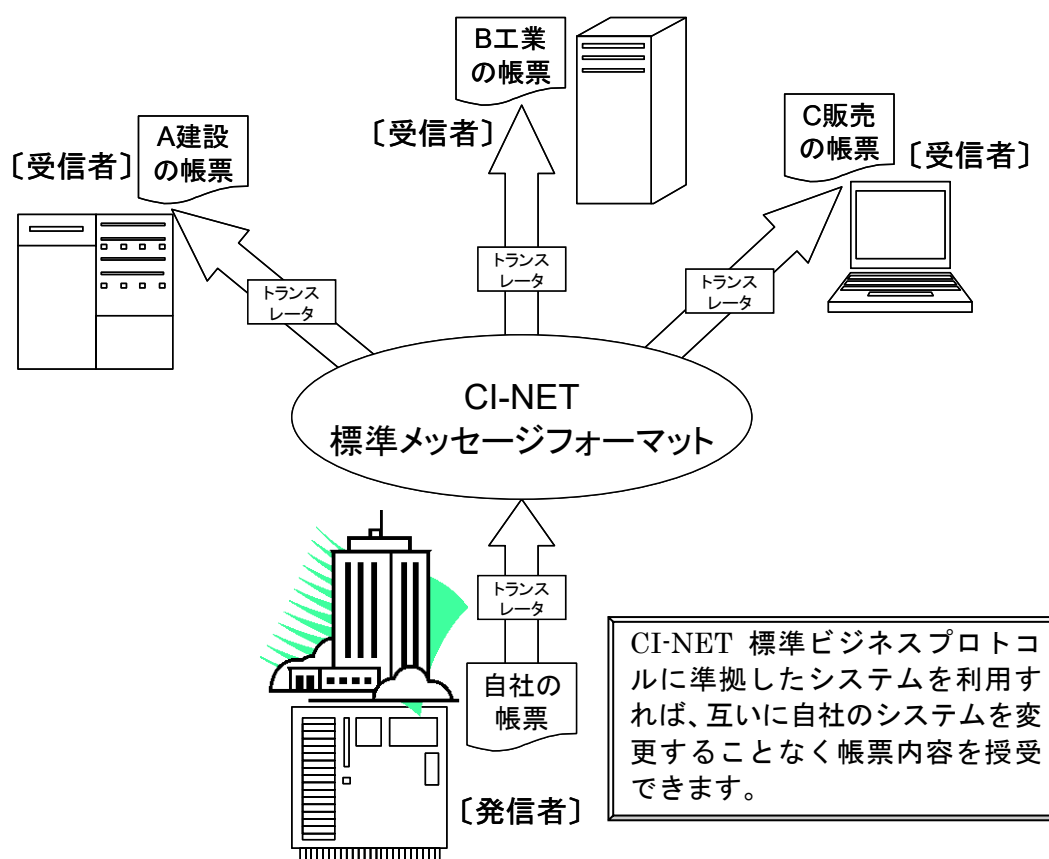 B工業
の帳票
〔受信者〕
A建設
の帳票
〔受信者〕
C販売
の帳票
〔受信者〕
トランス
レータ
トランス
レータ
トランス
レータ
CI-NET
標準メッセージフォーマット
トランス
レータ
自社の
帳票
〔発信者〕
CI-NET 標準ビジネスプロトコ
ルに準拠したシステムを利用す
れば、互いに自社のシステムを変
更することなく帳票内容を授受
できます。